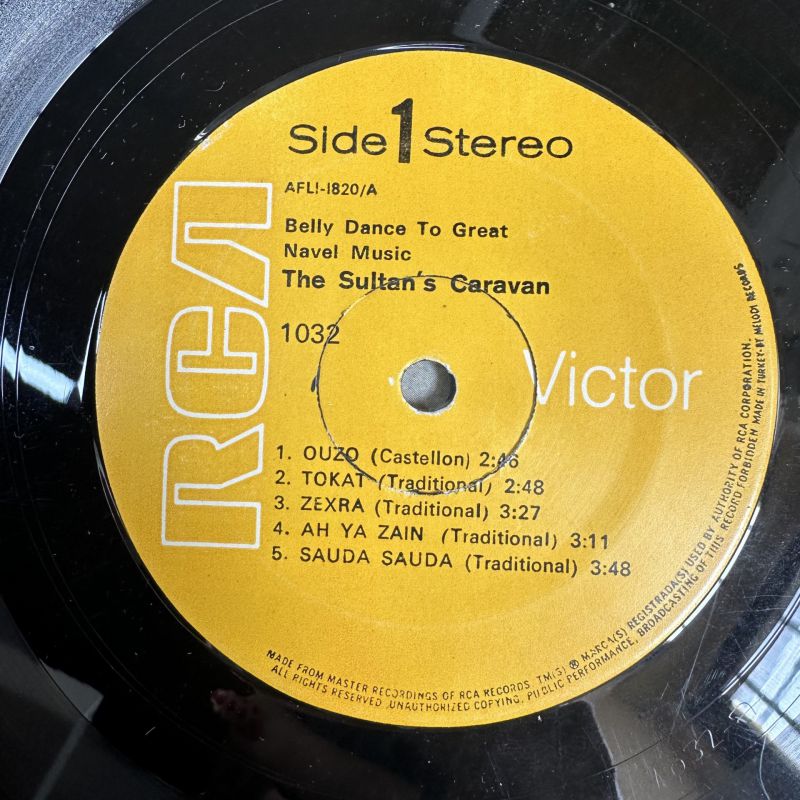 Side 1 Stereo
AFL!-1820/A
Belly Dance To Great
Navel Music
The Sultan's Caravan
1032
RCA
Victor
1. OUZO (Castellon) 2:46
2. TOKAT (Traditional) 2:48
3. ZEXRA (Traditional) 3:27
4. AH YA ZAIN (Traditional) 3:11
5. SAUDA SAUDA (Traditional) 3:48
MADE FROM MASTER RECORDINGS OF RCA RECORDS. TM(S) ® MARCA(S) REGISTRADA(S) USED BY AUTHORITY OF RCA CORPORATION.
ALL RIGHTS RESERVED .UNAUTHORIZED COPYING, PUBLIC PERFORMANCE, BROADCASTING OF THIS RECORD FORBIDDEN MADE IN TURKEY-BY MELODI RECORDS